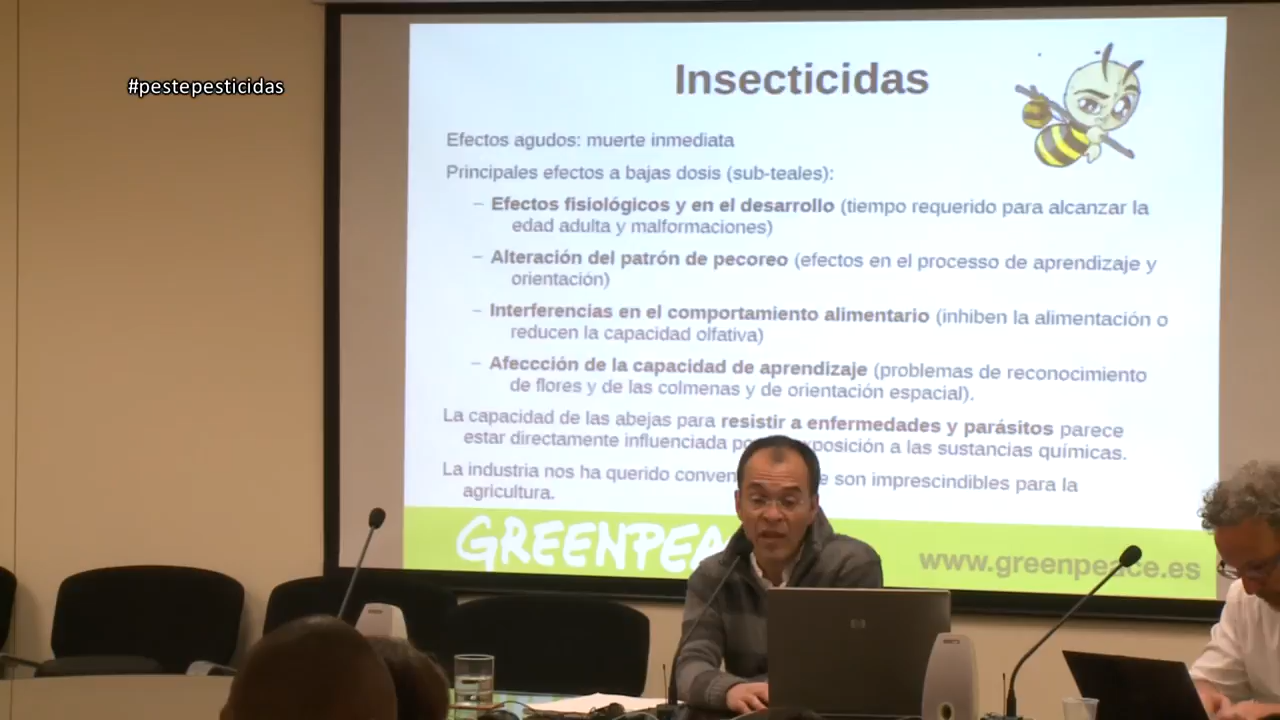 #pestepesticidas
Insecticidas
Efectos agudos: muerte inmediata
Principales efectos a bajas dosis (sub-teales):
– Efectos fisiológicos y en el desarrollo (tiempo requerido para alcanzar la
edad adulta y malformaciones)
– Alteración del patrón de pecoreo (efectos en el processo de aprendizaje y
orientación)
– Interferencias en el comportamiento alimentario (inhiben la alimentación o
reducen la capacidad olfativa)
– Afeccción de la capacidad de aprendizaje (problemas de reconocimiento
de flores y de las colmenas y de orientación espacial).
La capacidad de las abejas para resistir a enfermedades y parásitos parece
estar directamente influenciada exposición a las sustancias químicas.
La industria nos ha querido son imprescindibles para la
agricultura.
GREENPEA
www.greenpeace.es
hp